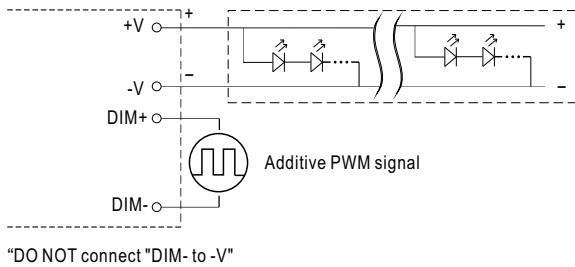 +V + +
-V − −
DIM+
Additive PWM signal
DIM-
“DO NOT connect "DIM- to -V"